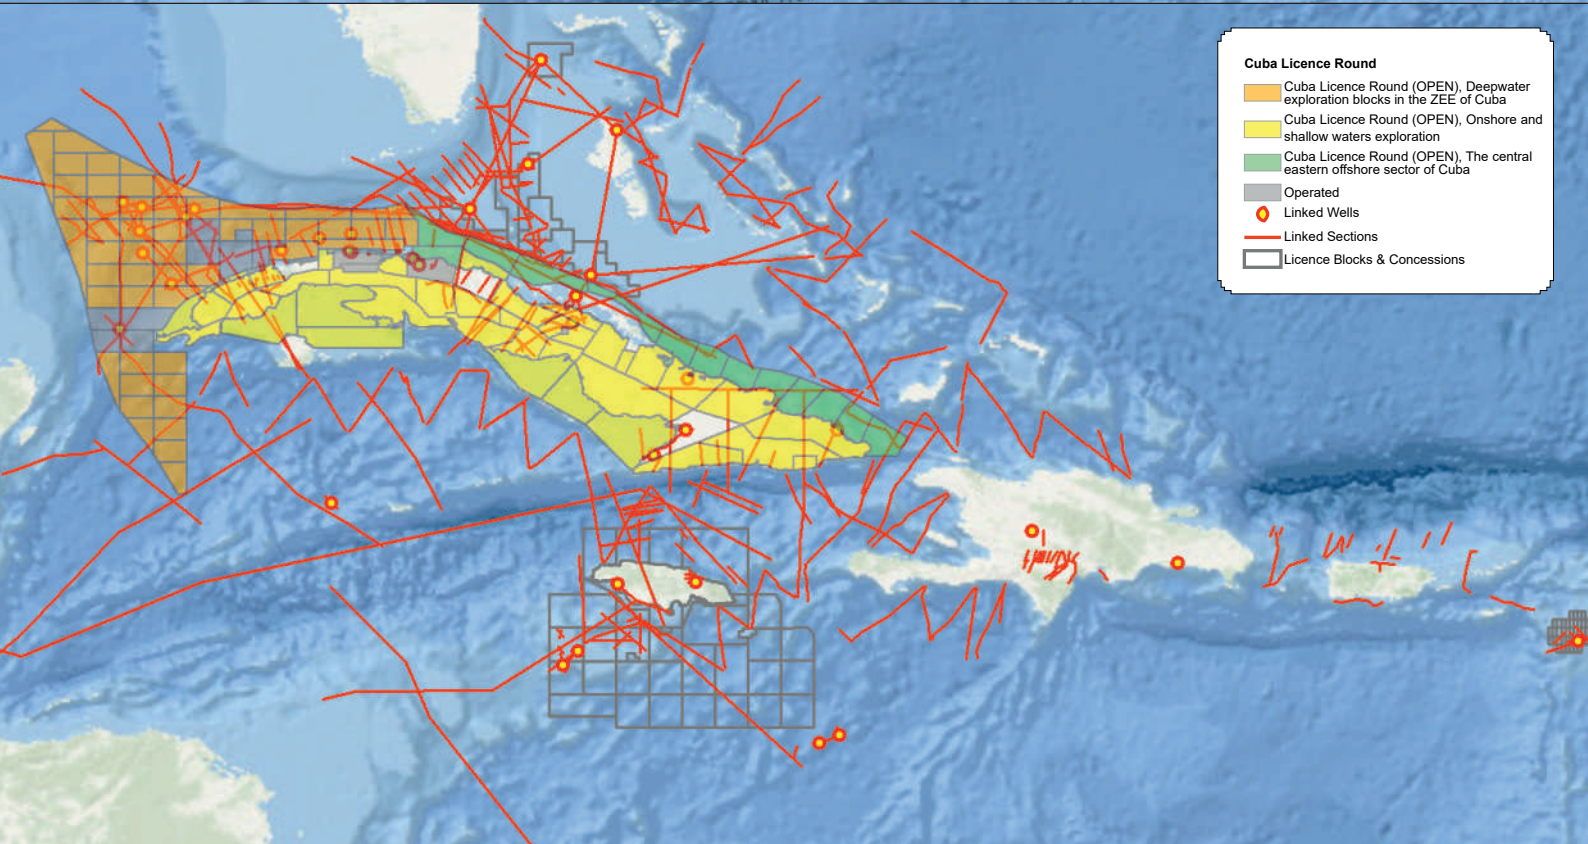 Cuba Licence Round
Cuba Licence Round (OPEN), Deepwater
exploration blocks in the ZEE of Cuba
Cuba Licence Round (OPEN), Onshore and
shallow waters exploration
Cuba Licence Round (OPEN), The central
eastern offshore sector of Cuba
Operated
Linked Wells
Linked Sections
Licence Blocks & Concessions